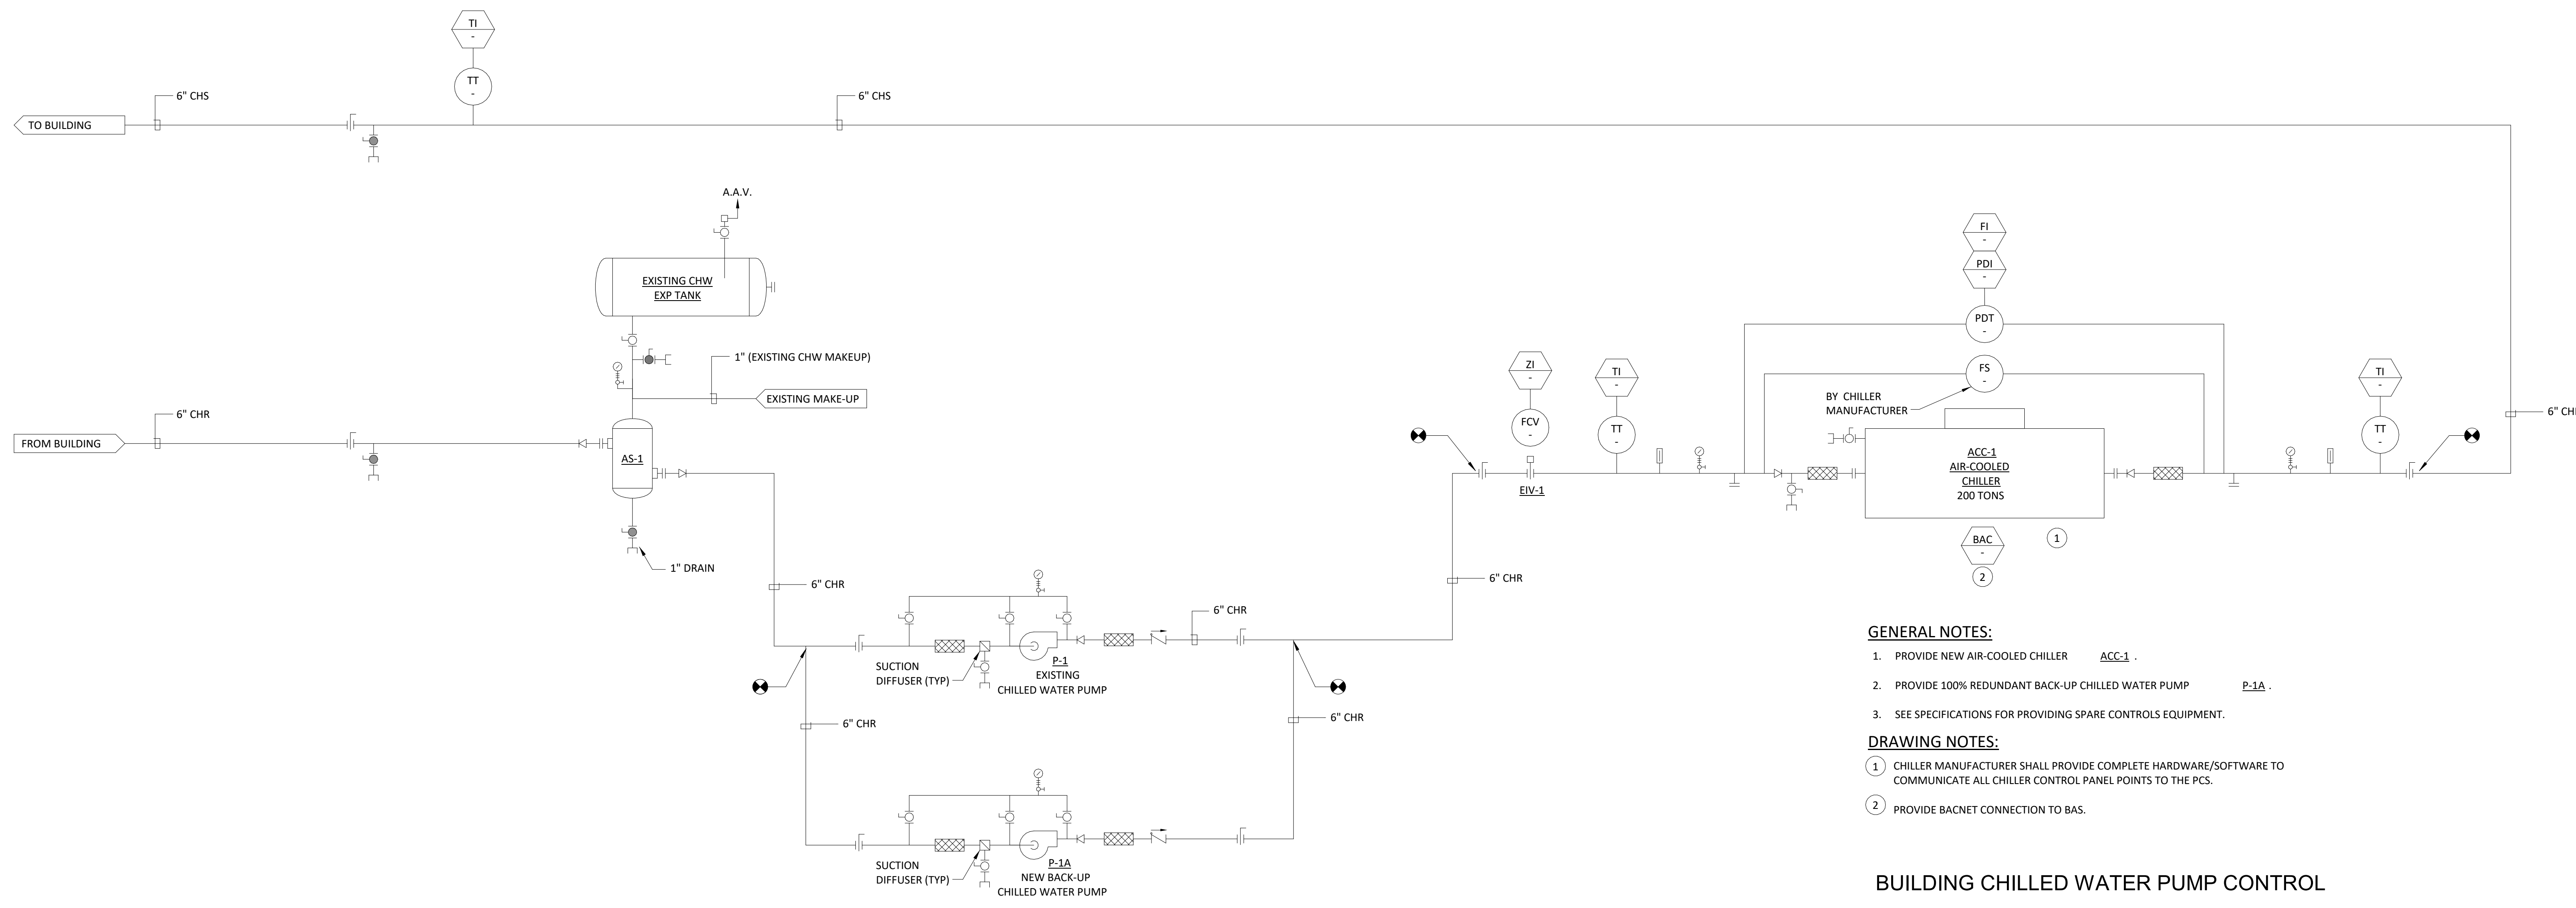 TI
-
TT
-
6" CHS
6" CHS
TO BUILDING
A.A.V.
EXISTING CHW
EXP TANK
1" (EXISTING CHW MAKEUP)
EXISTING MAKE-UP
6" CHR
FROM BUILDING
AS-1
1" DRAIN
6" CHR
6" CHR
SUCTION
DIFFUSER (TYP)
P-1
EXISTING
CHILLED WATER PUMP
6" CHR
6" CHR
6" CHR
SUCTION
DIFFUSER (TYP)
P-1A
NEW BACK-UP
CHILLED WATER PUMP
6" CHR
ZI
-
FCV
-
EIV-1
TI
-
TT
-
FI
-
PDI
-
PDT
-
FS
-
BY CHILLER
MANUFACTURER
ACC-1
AIR-COOLED
CHILLER
200 TONS
BAC
-
1
2
TI
-
TT
-
GENERAL NOTES:
1. PROVIDE NEW AIR-COOLED CHILLER ACC-1 .
2. PROVIDE 100% REDUNDANT BACK-UP CHILLED WATER PUMP P-1A .
3. SEE SPECIFICATIONS FOR PROVIDING SPARE CONTROLS EQUIPMENT.
DRAWING NOTES:
1 CHILLER MANUFACTURER SHALL PROVIDE COMPLETE HARDWARE/SOFTWARE TO
COMMUNICATE ALL CHILLER CONTROL PANEL POINTS TO THE PCS.
2 PROVIDE BACNET CONNECTION TO BAS.
BUILDING CHILLED WATER PUMP CONTROL